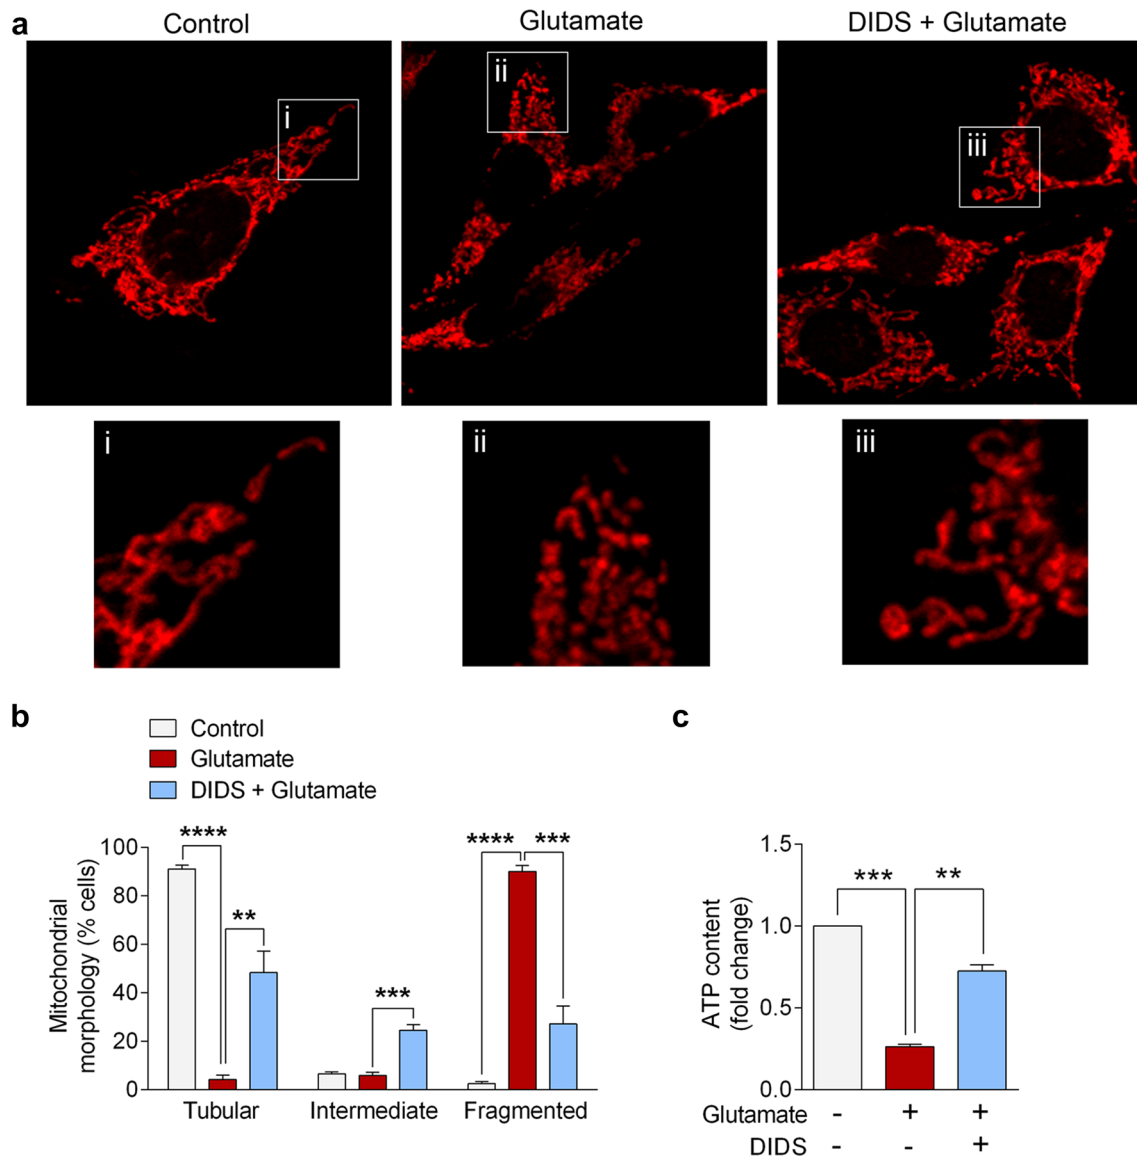 a
Control
Glutamate
DIDS + Glutamate
i
ii
iii
i
ii
iii
b
Control
Glutamate
DIDS + Glutamate
Mitochondrial
morphology (% cells)
100
80
60
40
20
0
****
**
***
****
***
Tubular
Intermediate
Fragmented
c
ATP content
(fold change)
1.5
1.0
0.5
0.0
***
**
Glutamate - + +
DIDS - - +